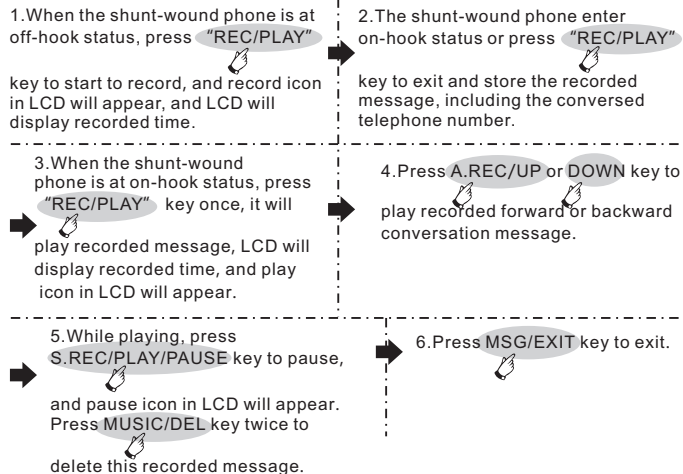 1.When the shunt-wound phone is at
off-hook status, press "REC/PLAY"
key to start to record, and record icon
in LCD will appear, and LCD will
display recorded time.
2.The shunt-wound phone enter
on-hook status or press "REC/PLAY"
key to exit and store the recorded
message, including the conversed
telephone number.
3.When the shunt-wound
phone is at on-hook status, press
"REC/PLAY" key once, it will
play recorded message, LCD will
display recorded time, and play
icon in LCD will appear.
4.Press A.REC/UP or DOWN key to
play recorded forward or backward
conversation message.
5.While playing, press
S.REC/PLAY/PAUSE key to pause,
and pause icon in LCD will appear.
Press MUSIC/DEL key twice to
delete this recorded message.
6.Press MSG/EXIT key to exit.